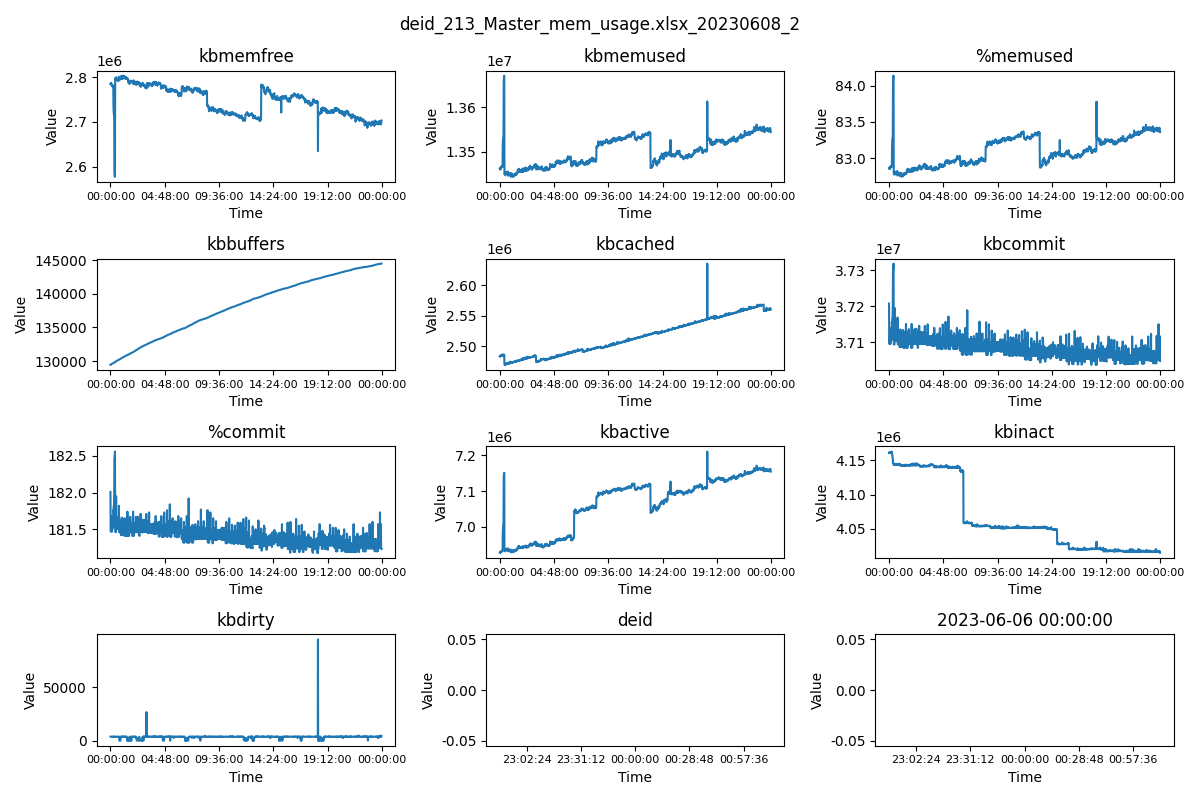 deid_213_Master_mem_usage.xlsx_20230608_2
kbmemfree
1e6
2.8
2.7
2.6
Value
00:00:00 04:48:00 09:36:00 14:24:00 19:12:00 00:00:00
Time
kbmemused
1e7
1.36
1.35
Value
00:00:00 04:48:00 09:36:00 14:24:00 19:12:00 00:00:00
Time
%memused
84.0
83.5
83.0
Value
00:00:00 04:48:00 09:36:00 14:24:00 19:12:00 00:00:00
Time
kbbuffers
145000
140000
135000
130000
Value
00:00:00 04:48:00 09:36:00 14:24:00 19:12:00 00:00:00
Time
kbcached
1e6
2.60
2.55
2.50
Value
00:00:00 04:48:00 09:36:00 14:24:00 19:12:00 00:00:00
Time
kbcommit
1e7
3.73
3.72
3.71
Value
00:00:00 04:48:00 09:36:00 14:24:00 19:12:00 00:00:00
Time
%commit
182.5
182.0
181.5
Value
00:00:00 04:48:00 09:36:00 14:24:00 19:12:00 00:00:00
Time
kbactive
1e6
7.2
7.1
7.0
Value
00:00:00 04:48:00 09:36:00 14:24:00 19:12:00 00:00:00
Time
kbinact
1e6
4.15
4.10
4.05
Value
00:00:00 04:48:00 09:36:00 14:24:00 19:12:00 00:00:00
Time
kbdirty
50000
0
Value
00:00:00 04:48:00 09:36:00 14:24:00 19:12:00 00:00:00
Time
deid
0.05
0.00
-0.05
Value
23:02:24 23:31:12 00:00:00 00:28:48 00:57:36
Time
2023-06-06 00:00:00
0.05
0.00
-0.05
Value
23:02:24 23:31:12 00:00:00 00:28:48 00:57:36
Time